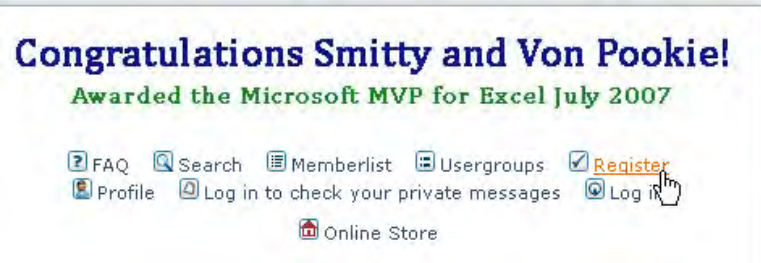 Congratulations Smitty and Von Pookie!
Awarded the Microsoft MVP for Excel July 2007
FAQ Search Memberlist Usergroups Register
Profile Log in to check your private messages Log
Online Store